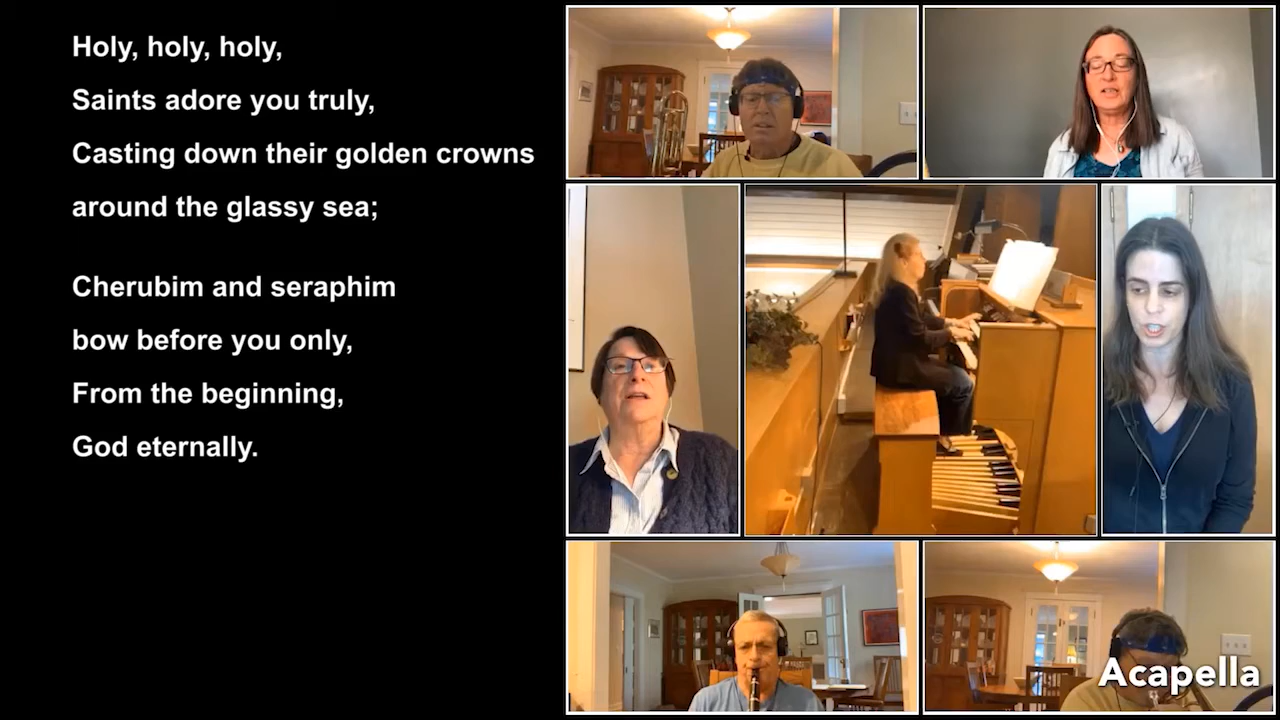 Holy, holy, holy,
Saints adore you truly,
Casting down their golden crowns
around the glassy sea;
Cherubim and seraphim
bow before you only,
From the beginning,
God eternally.
Acapella